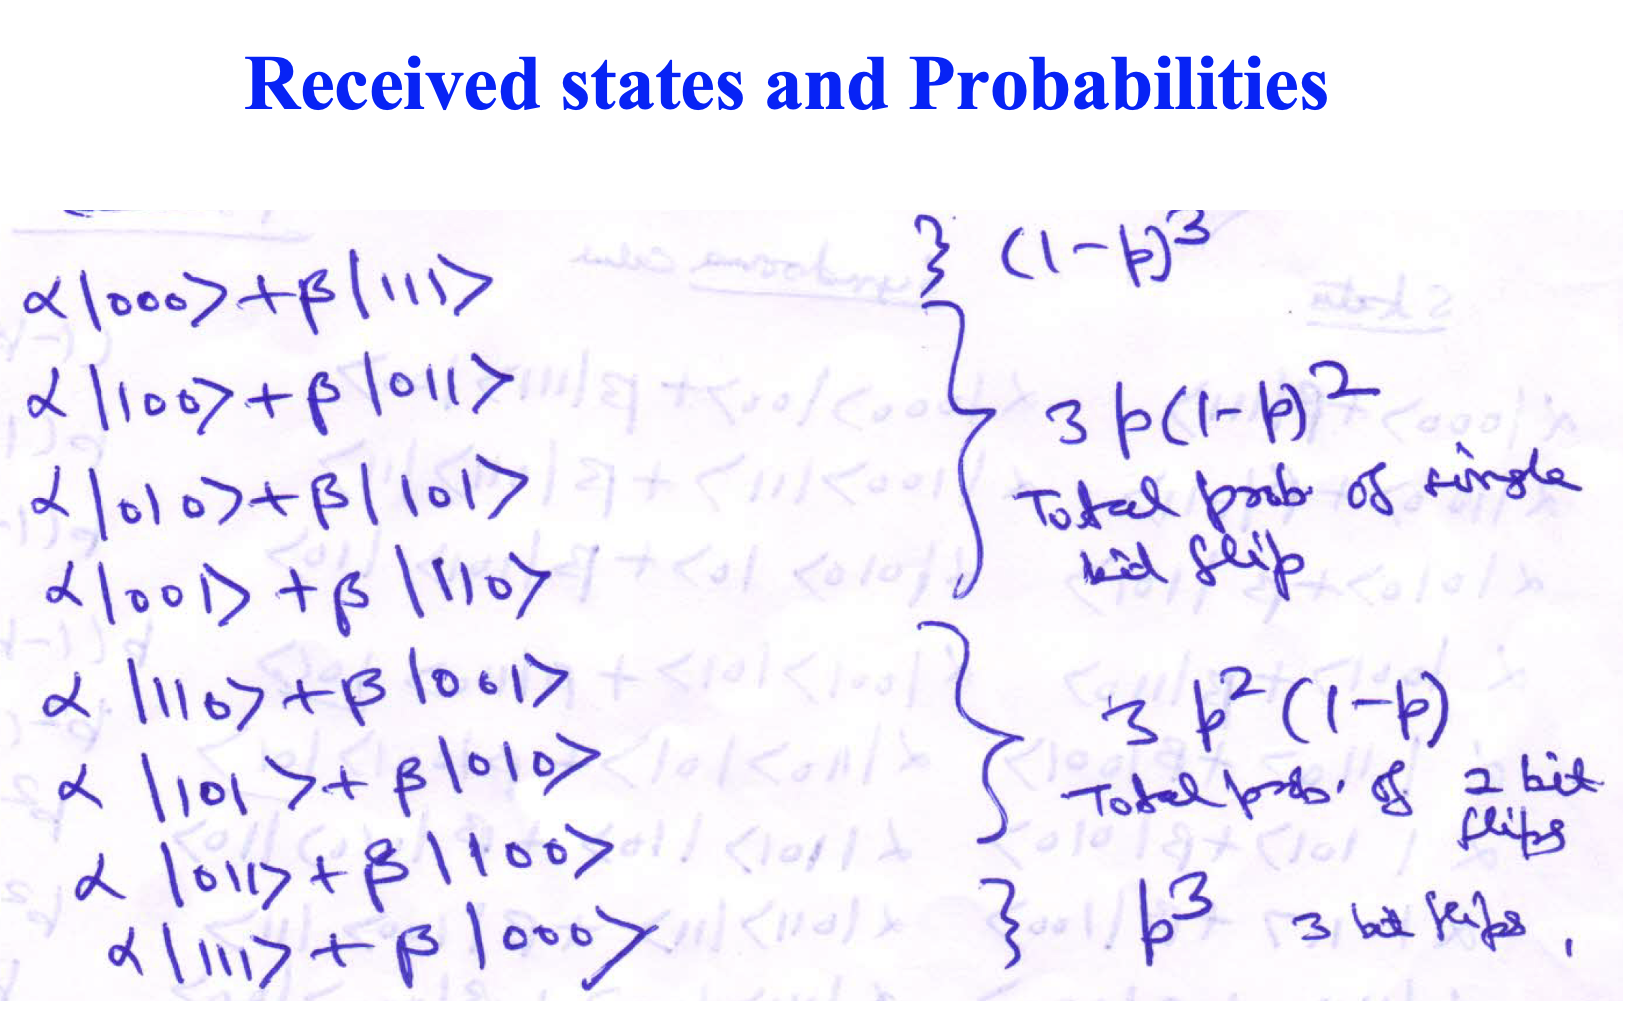 Received states and Probabilities
α|000⟩+β|111⟩ } (1-p)³
α|100⟩+β|011⟩
α|010⟩+β|101⟩
α|001⟩+β|110⟩
} 3p(1-p)²
Total prob. of single
bit flip
α|110⟩+β|001⟩
α|101⟩+β|010⟩
α|011⟩+β|100⟩
} 3p²(1-p)
Total prob. of 2 bit
flips
α|111⟩+β|000⟩ } p³ 3 bit flips,